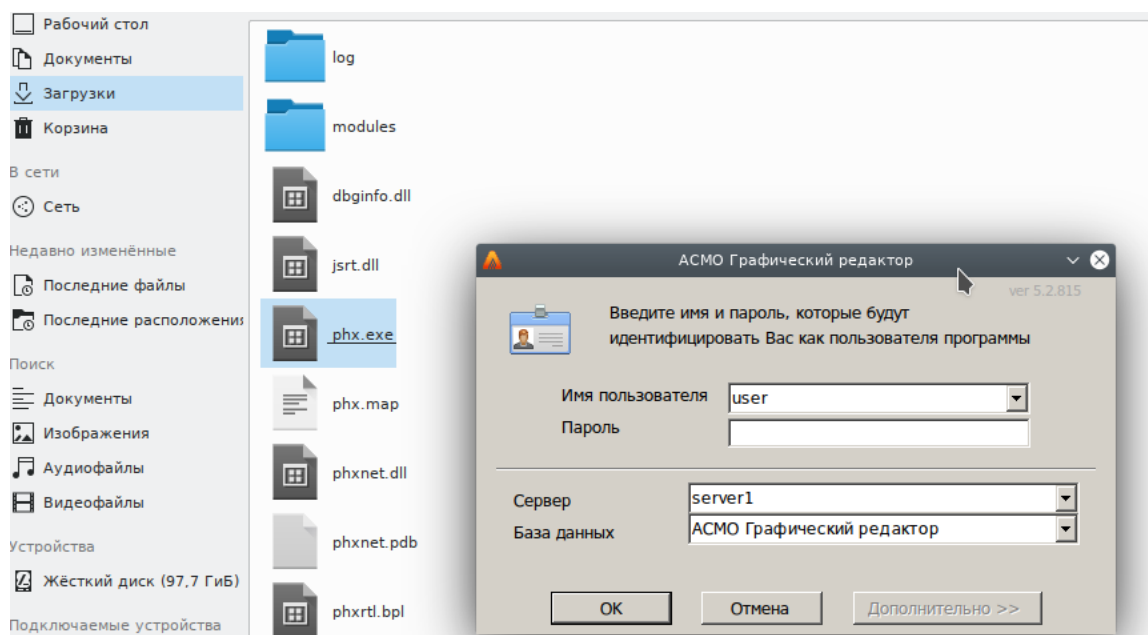 Рабочий стол
Документы
Загрузки
Корзина
В сети
Сеть
Недавно изменённые
Последние файлы
Последние расположения
Поиск
Документы
Изображения
Аудиофайлы
Видеофайлы
Устройства
Жёсткий диск (97,7 ГиБ)
Подключаемые устройства
log
modules
dbginfo.dll
jsrt.dll
phx.exe
phx.map
phxnet.dll
phxnet.pdb
phxrtl.bpl
АСМО Графический редактор
ver 5.2.815
Введите имя и пароль, которые будут
идентифицировать Вас как пользователя программы
Имя пользователя user
Пароль
Сервер server1
База данных АСМО Графический редактор
OK Отмена Дополнительно >>